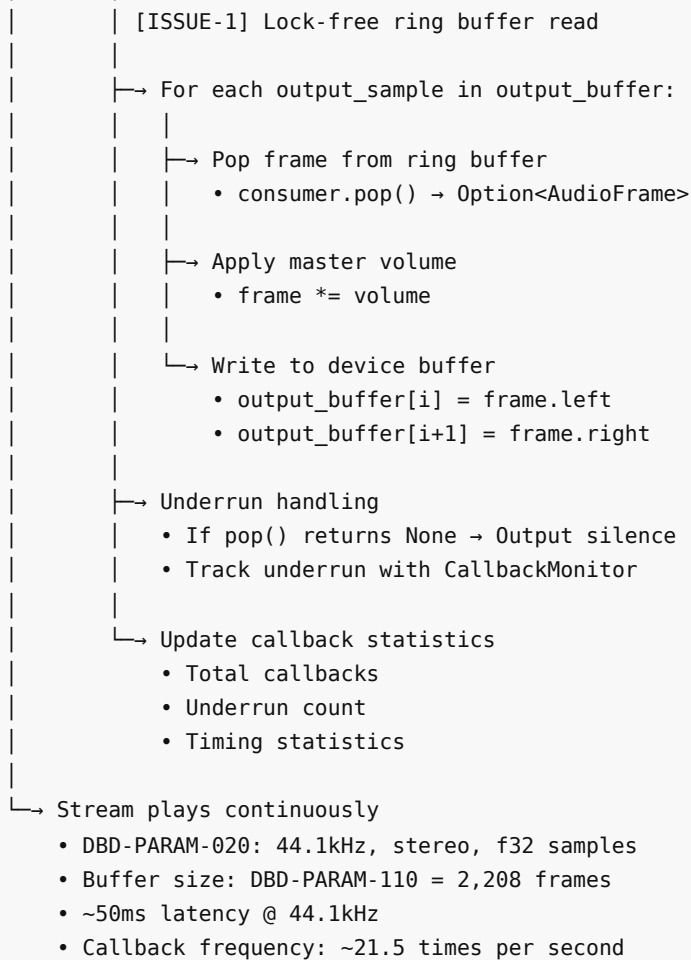 │       │ [ISSUE-1] Lock-free ring buffer read
│       │
│       ├─→ For each output_sample in output_buffer:
│       │   │
│       │   ├─→ Pop frame from ring buffer
│       │   │   • consumer.pop() → Option<AudioFrame>
│       │   │
│       │   ├─→ Apply master volume
│       │   │   • frame *= volume
│       │   │
│       │   └─→ Write to device buffer
│       │       • output_buffer[i] = frame.left
│       │       • output_buffer[i+1] = frame.right
│       │
│       ├─→ Underrun handling
│       │   • If pop() returns None → Output silence
│       │   • Track underrun with CallbackMonitor
│       │
│       └─→ Update callback statistics
│           • Total callbacks
│           • Underrun count
│           • Timing statistics
│
└─→ Stream plays continuously
    • DBD-PARAM-020: 44.1kHz, stereo, f32 samples
    • Buffer size: DBD-PARAM-110 = 2,208 frames
    • ~50ms latency @ 44.1kHz
    • Callback frequency: ~21.5 times per second